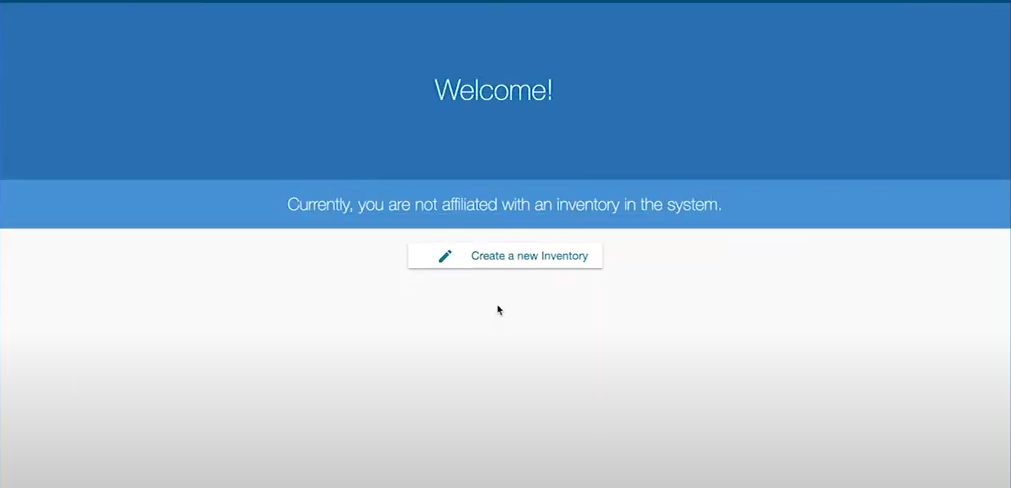 Welcome!
Currently, you are not affiliated with an inventory in the system.
Create a new Inventory